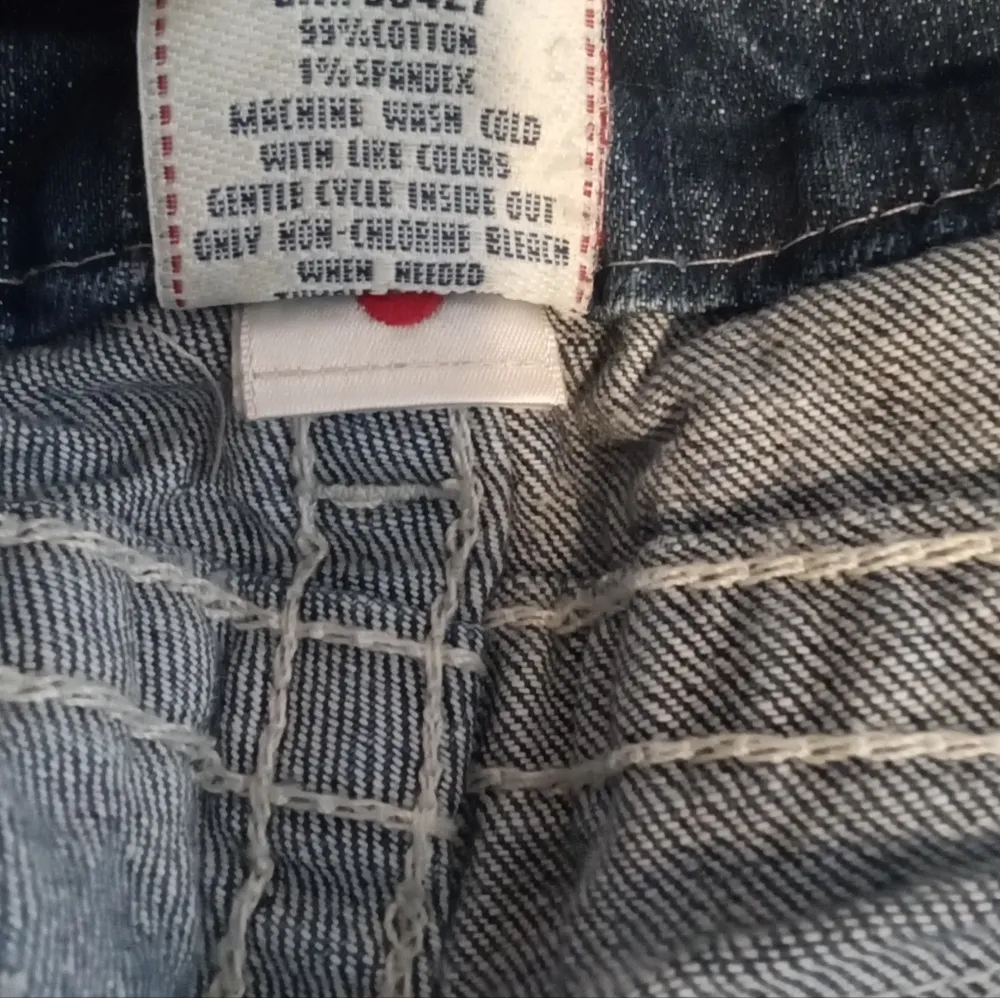 99%COTTON
1%SPANDEX
MACHINE WASH COLD
WITH LIKE COLORS
GENTLE CYCLE INSIDE OUT
ONLY NON-CHLORINE BLEACH
WHEN NEEDED